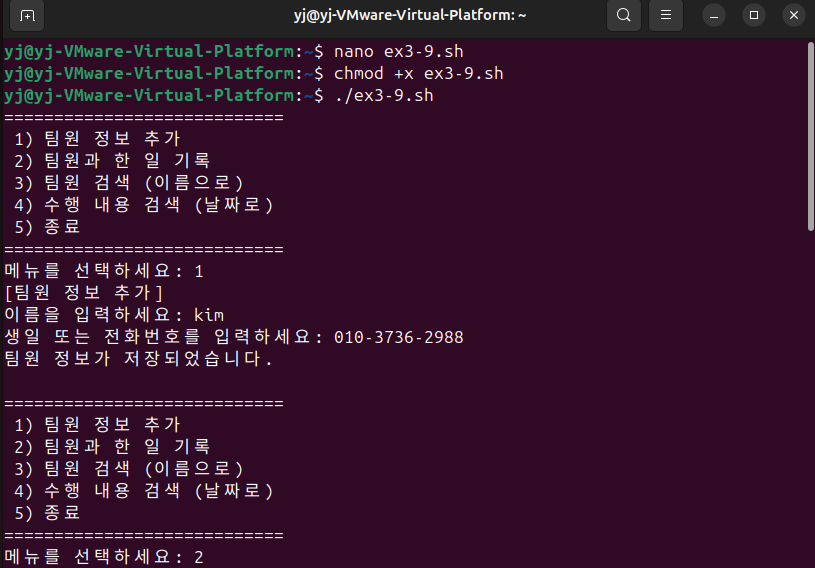 yj@yj-VMware-Virtual-Platform: ~
yj@yj-VMware-Virtual-Platform:~$ nano ex3-9.sh
yj@yj-VMware-Virtual-Platform:~$ chmod +x ex3-9.sh
yj@yj-VMware-Virtual-Platform:~$ ./ex3-9.sh
============================
1) 팀원 정보 추가
2) 팀원과 한 일 기록
3) 팀원 검색 (이름으로)
4) 수행 내용 검색 (날짜로)
5) 종료
============================
메뉴를 선택하세요: 1
[팀원 정보 추가]
이름을 입력하세요: kim
생일 또는 전화번호를 입력하세요: 010-3736-2988
팀원 정보가 저장되었습니다.
============================
1) 팀원 정보 추가
2) 팀원과 한 일 기록
3) 팀원 검색 (이름으로)
4) 수행 내용 검색 (날짜로)
5) 종료
============================
메뉴를 선택하세요: 2